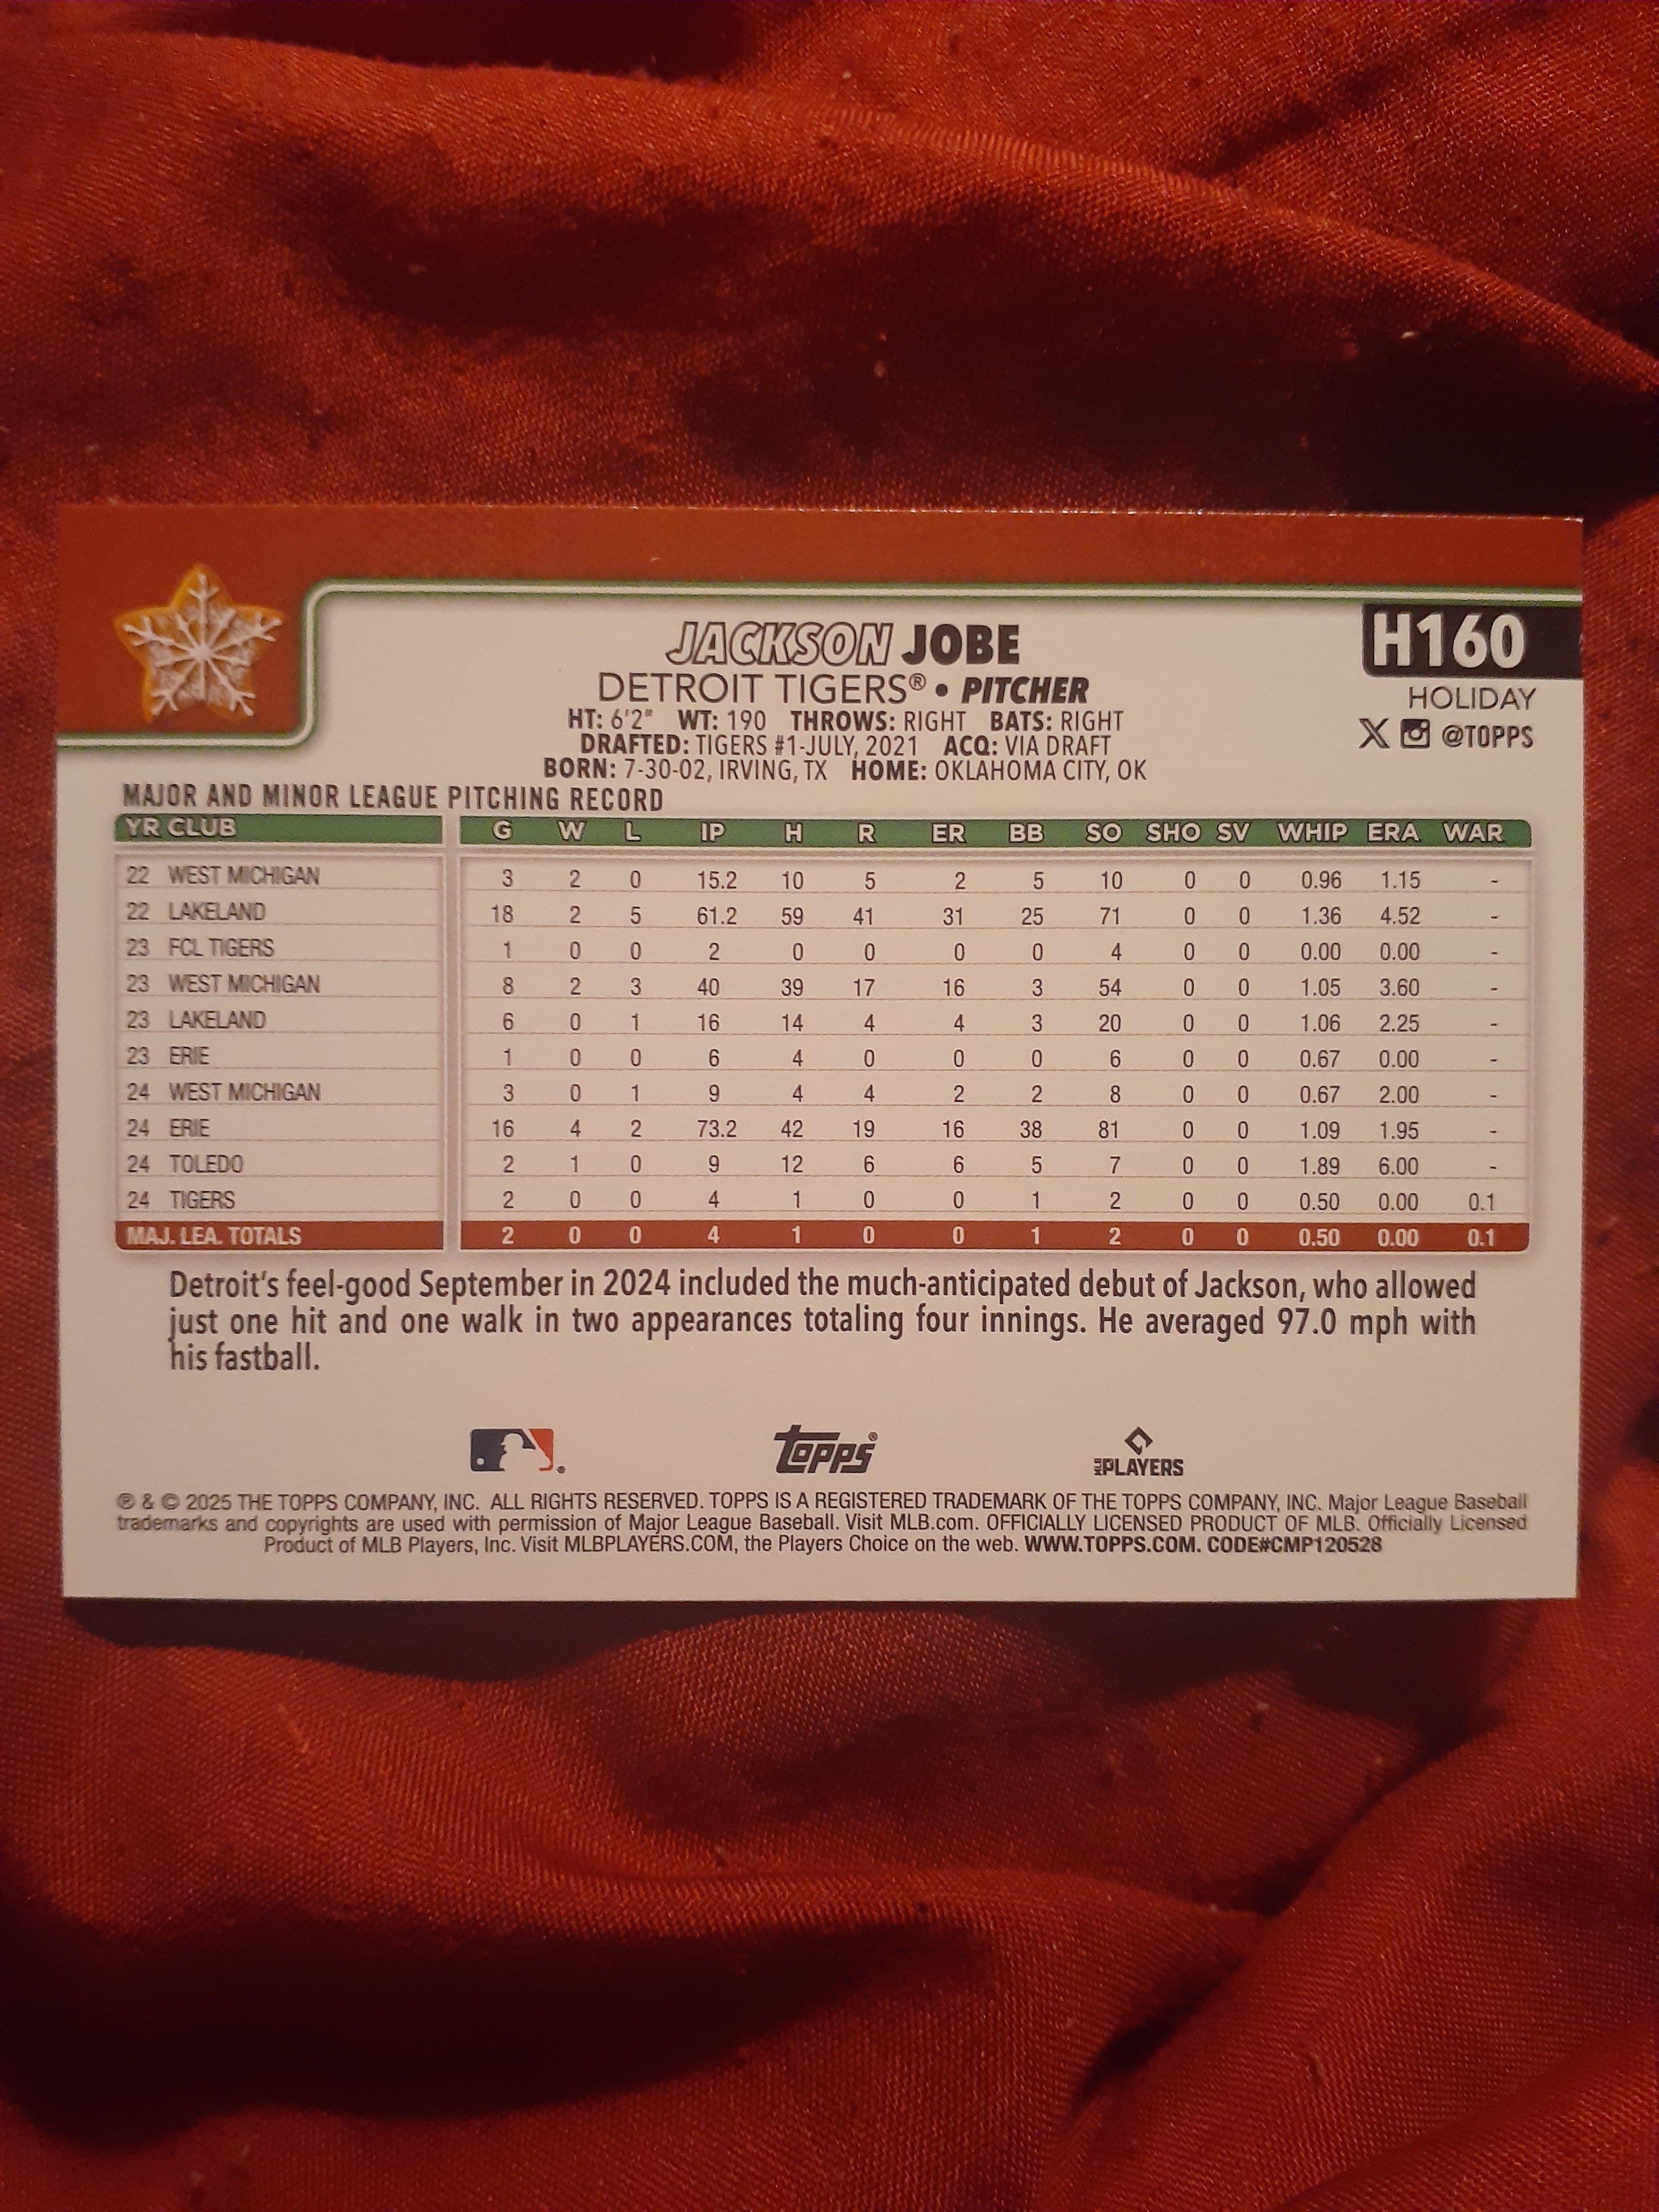 JACKSON JOBE
H160
DETROIT TIGERS® • PITCHER
HOLIDAY
HT: 6'2" WT: 190 THROWS: RIGHT BATS: RIGHT
@TOPPS
DRAFTED: TIGERS #1-JULY, 2021 ACQ: VIA DRAFT
BORN: 7-30-02, IRVING, TX HOME: OKLAHOMA CITY, OK
MAJOR AND MINOR LEAGUE PITCHING RECORD
YR CLUB G W L IP H R ER BB SO SHO SV WHIP ERA WAR
22 WEST MICHIGAN 3 2 0 15.2 10 5 2 5 10 0 0 0.96 1.15 -
22 LAKELAND 18 2 5 61.2 59 41 31 25 71 0 0 1.36 4.52 -
23 FCL TIGERS 1 0 0 2 0 0 0 0 4 0 0 0.00 0.00 -
23 WEST MICHIGAN 8 2 3 40 39 17 16 3 54 0 0 1.05 3.60 -
23 LAKELAND 6 0 1 16 14 4 4 3 20 0 0 1.06 2.25 -
23 ERIE 1 0 0 6 4 0 0 0 6 0 0 0.67 0.00 -
24 WEST MICHIGAN 3 0 1 9 4 4 2 2 8 0 0 0.67 2.00 -
24 ERIE 16 4 2 73.2 42 19 16 38 81 0 0 1.09 1.95 -
24 TOLEDO 2 1 0 9 12 6 6 5 7 0 0 1.89 6.00 -
24 TIGERS 2 0 0 4 1 0 0 1 2 0 0 0.50 0.00 0.1
MAJ. LEA. TOTALS 2 0 0 4 1 0 0 1 2 0 0 0.50 0.00 0.1
Detroit's feel-good September in 2024 included the much-anticipated debut of Jackson, who allowed
just one hit and one walk in two appearances totaling four innings. He averaged 97.0 mph with
his fastball.
topps®
MLB PLAYERS
® & © 2025 THE TOPPS COMPANY, INC. ALL RIGHTS RESERVED. TOPPS IS A REGISTERED TRADEMARK OF THE TOPPS COMPANY, INC. Major League Baseball
trademarks and copyrights are used with permission of Major League Baseball. Visit MLB.com. OFFICIALLY LICENSED PRODUCT OF MLB. Officially Licensed
Product of MLB Players, Inc. Visit MLBPLAYERS.COM, the Players Choice on the web. WWW.TOPPS.COM. CODE#CMP120528